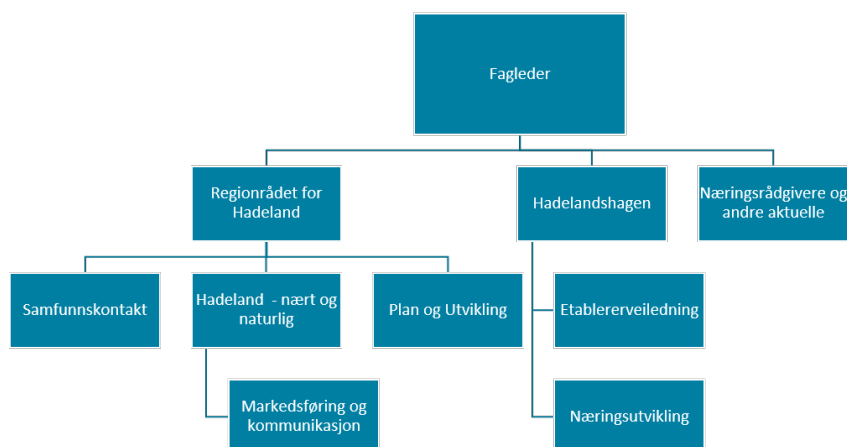 Fagleder
Regionrådet for
Hadeland
Hadelandshagen
Næringsrådgivere og
andre aktuelle
Samfunnskontakt
Hadeland - nært og
naturlig
Plan og Utvikling
Etablererveiledning
Markedsføring og
kommunikasjon
Næringsutvikling